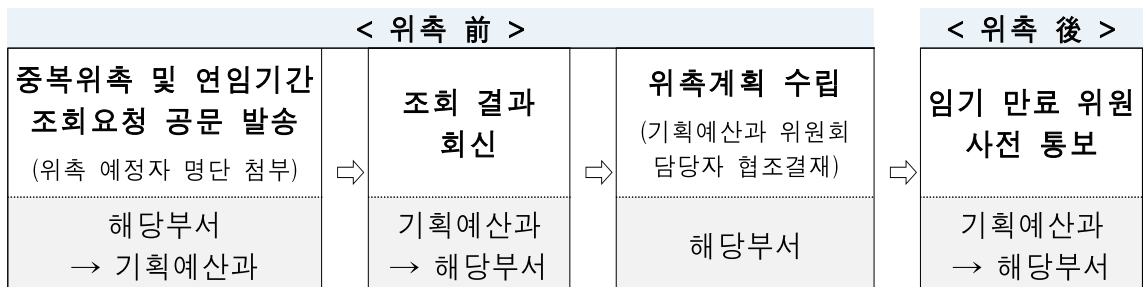 < 위촉 前 >
중복위촉 및 연임기간
조회요청 공문 발송
(위촉 예정자 명단 첨부)
해당부서
→ 기획예산과
⇨
조회 결과
회신
기획예산과
→ 해당부서
⇨
위촉계획 수립
(기획예산과 위원회
담당자 협조결재)
해당부서
⇨
< 위촉 後 >
임기 만료 위원
사전 통보
기획예산과
→ 해당부서